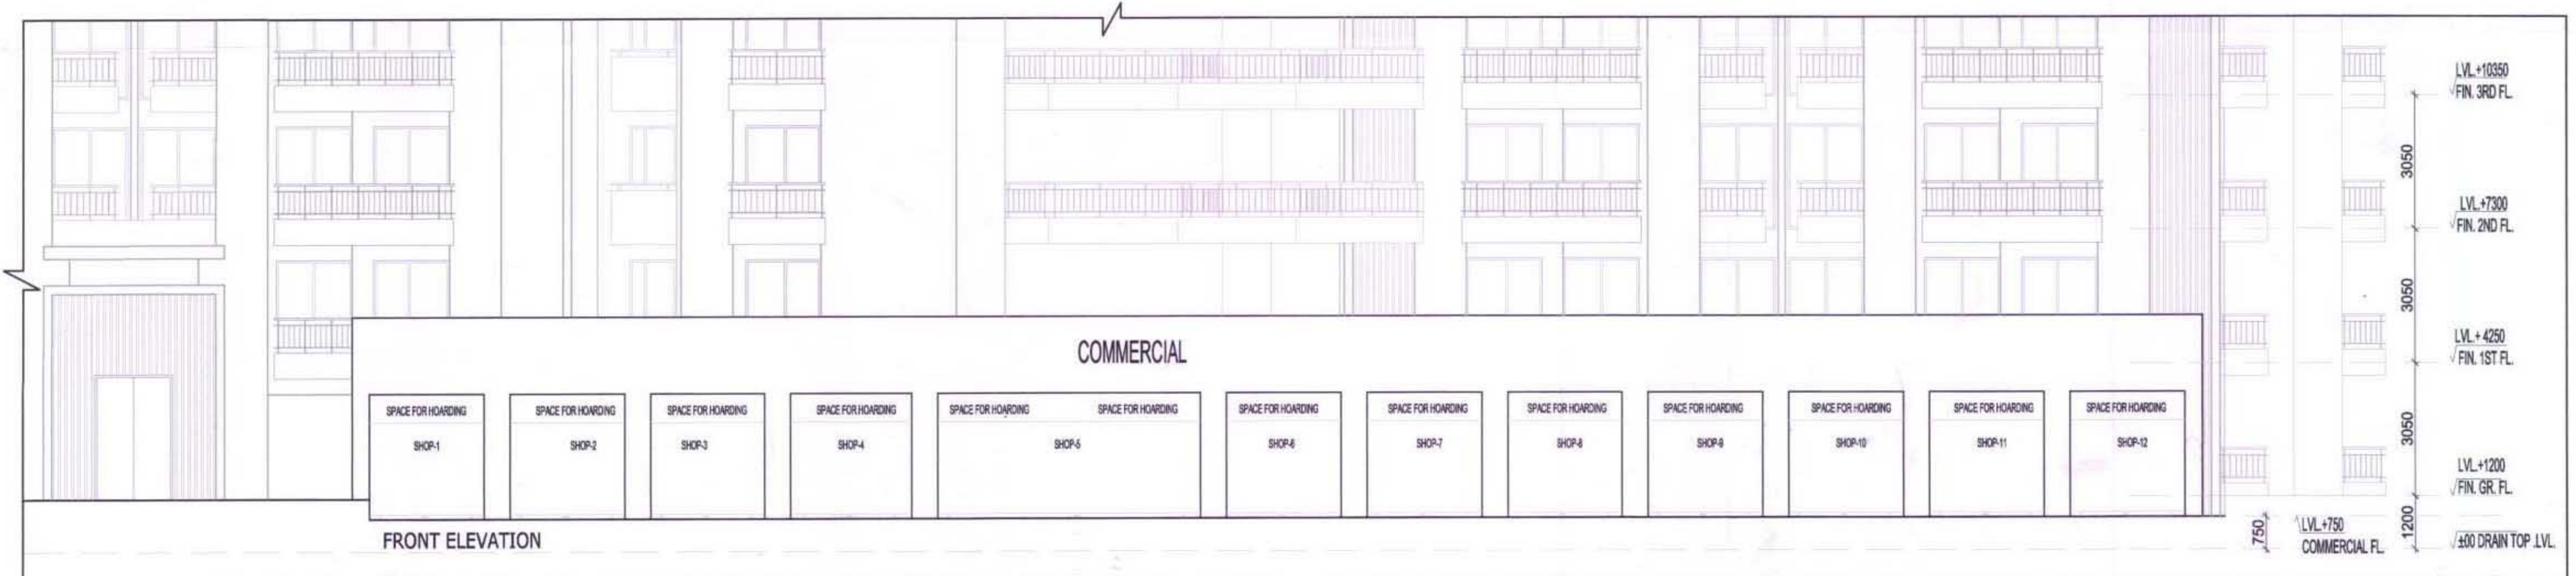 LVL.+10350
FIN. 3RD FL.
3050
LVL.+7300
FIN. 2ND FL.
3050
LVL.+ 4250
FIN. 1ST FL.
COMMERCIAL
SPACE FOR HOARDING SPACE FOR HOARDING SPACE FOR HOARDING SPACE FOR HOARDING SPACE FOR HOARDING SPACE FOR HOARDING SPACE FOR HOARDING SPACE FOR HOARDING SPACE FOR HOARDING SPACE FOR HOARDING SPACE FOR HOARDING SPACE FOR HOARDING SPACE FOR HOARDING
SHOP-1 SHOP-2 SHOP-3 SHOP-4 SHOP-5 SHOP-6 SHOP-7 SHOP-8 SHOP-9 SHOP-10 SHOP-11 SHOP-12
3050
LVL.+1200
FIN. GR. FL.
FRONT ELEVATION
750
LVL.+750
COMMERCIAL FL.
1200
±00 DRAIN TOP .LVL.